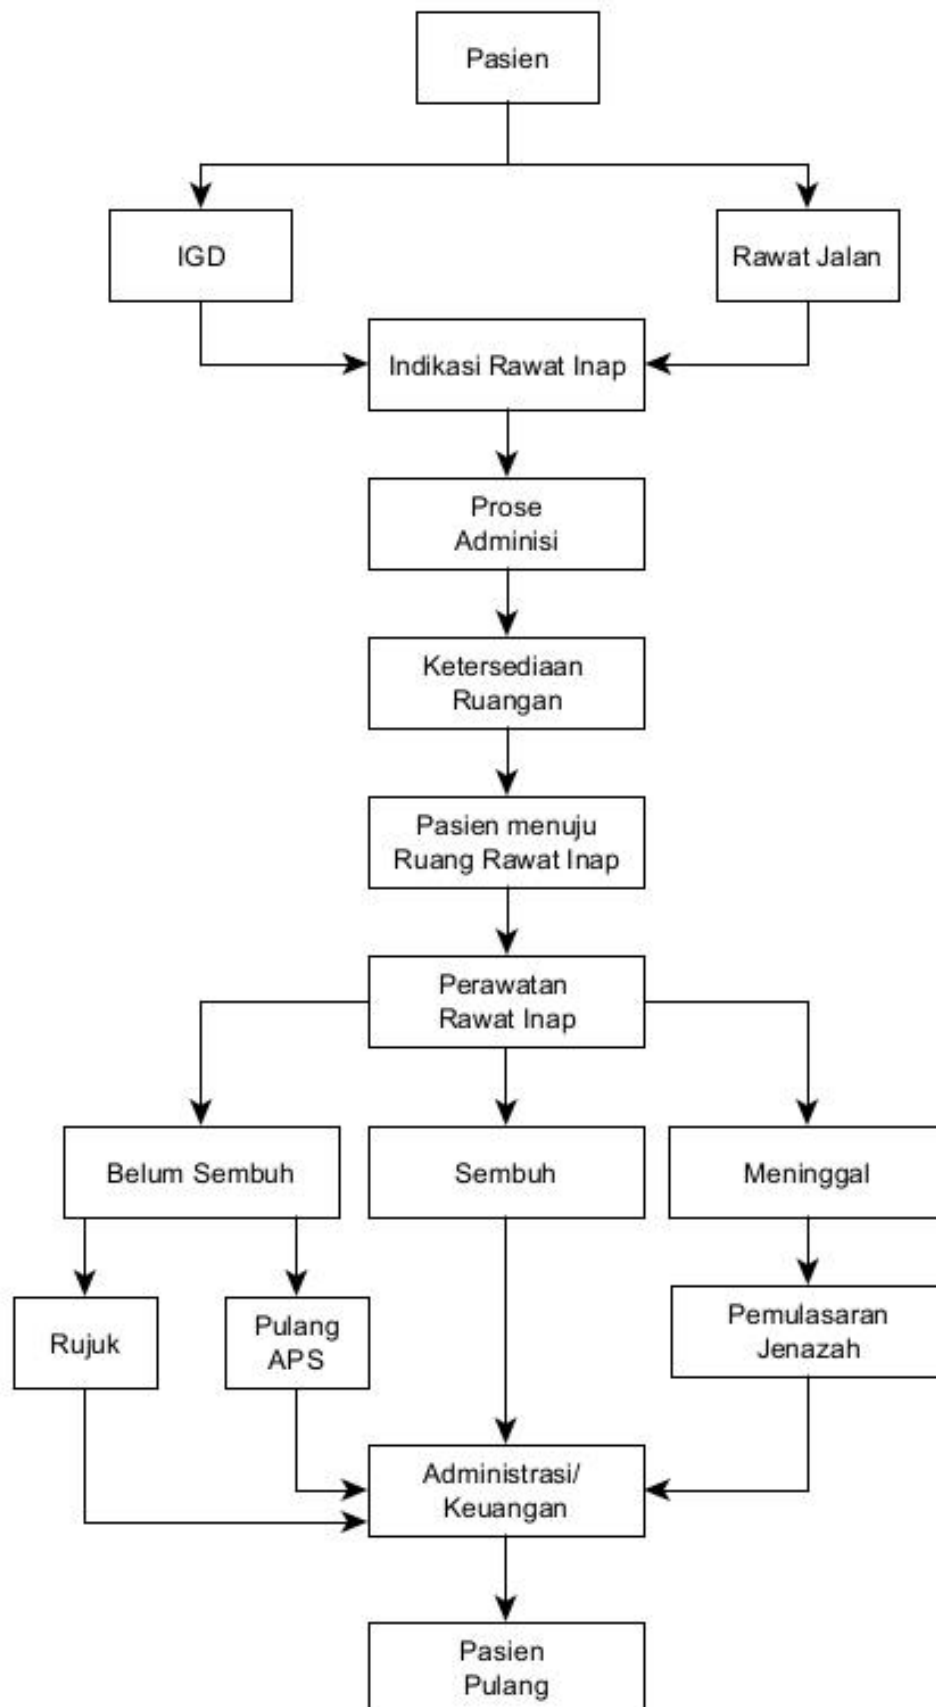 Pasien
IGD
Rawat Jalan
Indikasi Rawat Inap
Prose
Adminisi
Ketersediaan
Ruangan
Pasien menuju
Ruang Rawat Inap
Perawatan
Rawat Inap
Belum Sembuh
Sembuh
Meninggal
Rujuk
Pulang
APS
Pemulasaran
Jenazah
Administrasi/
Keuangan
Pasien
Pulang